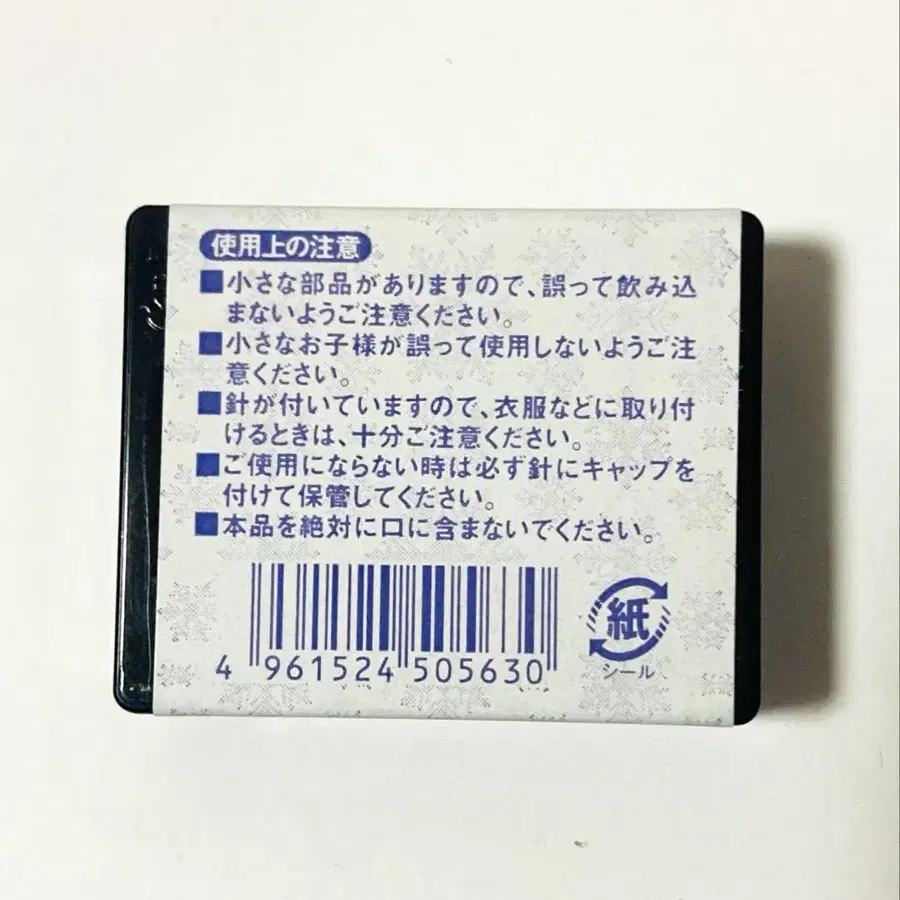 使用上の注意
■小さな部品がありますので、誤って飲み込
まないようご注意ください。
■小さなお子様が誤って使用しないようご注
意ください。
■針が付いていますので、衣服などに取り付
けるときは、十分ご注意ください。
■ご使用にならない時は必ず針にキャップを
付けて保管してください。
■本品を絶対に口に含まないでください。
4 961524 505630
紙
シール